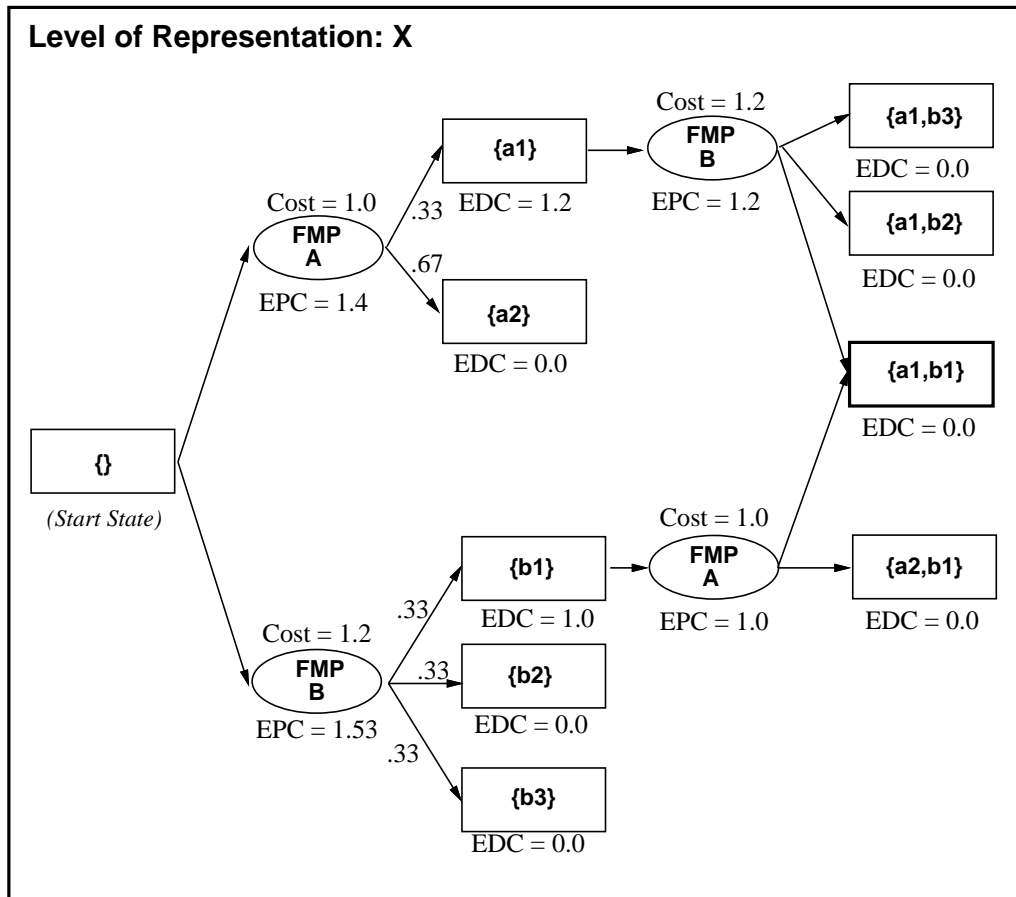 Level of Representation: X
Cost = 1.2
FMP
B
EPC = 1.2
{a1,b3}
EDC = 0.0
{a1}
EDC = 1.2
{a1,b2}
EDC = 0.0
Cost = 1.0
FMP
A
EPC = 1.4
.33
.67
{a2}
EDC = 0.0
{a1,b1}
EDC = 0.0
{}
(Start State)
Cost = 1.0
FMP
A
EPC = 1.0
{a2,b1}
EDC = 0.0
{b1}
EDC = 1.0
Cost = 1.2
FMP
B
EPC = 1.53
.33
.33
.33
{b2}
EDC = 0.0
{b3}
EDC = 0.0